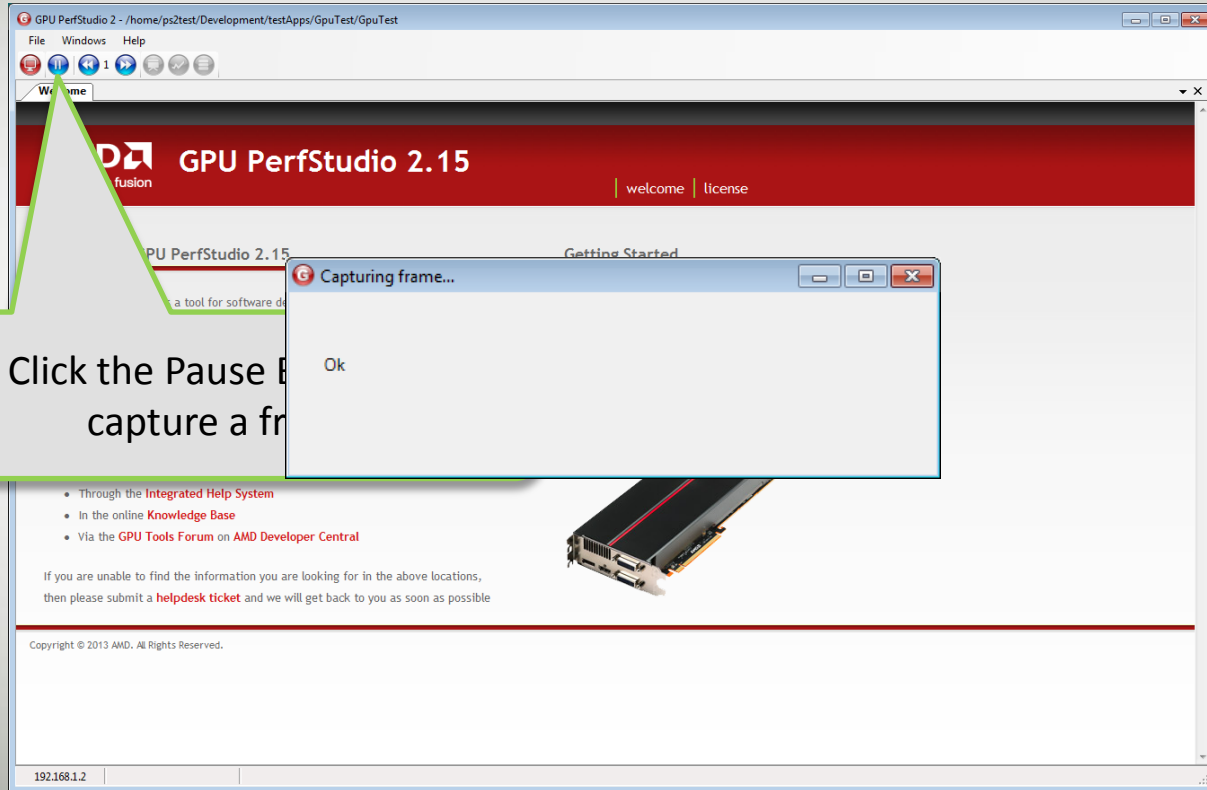 GPU PerfStudio 2 - /home/ps2test/Development/testApps/GpuTest/GpuTest
File Windows Help
1
Welcome
GPU PerfStudio 2.15
fusion
welcome license
PU PerfStudio 2.15
Getting Started
a tool for software de
Capturing frame...
Ok
Click the Pause
capture a fr
Through the Integrated Help System
In the online Knowledge Base
Via the GPU Tools Forum on AMD Developer Central
If you are unable to find the information you are looking for in the above locations,
then please submit a helpdesk ticket and we will get back to you as soon as possible
Copyright © 2013 AMD. All Rights Reserved.
192.168.1.2